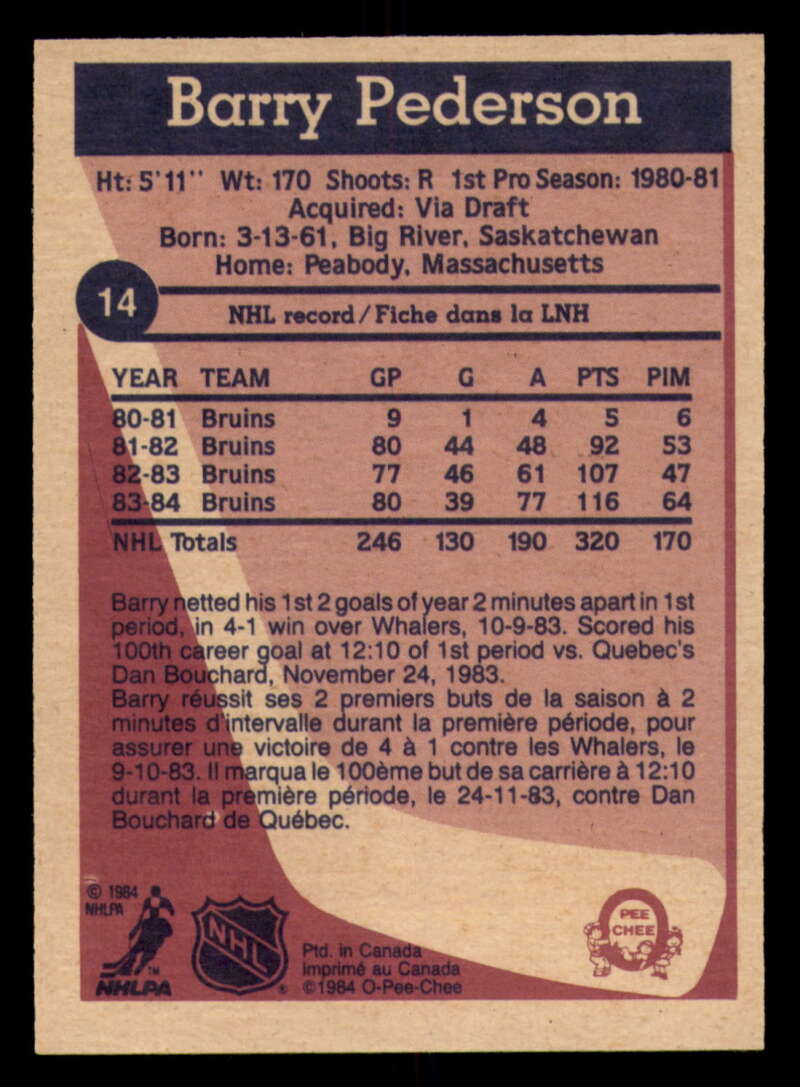 Barry Pederson
Ht: 5'11" Wt: 170 Shoots: R 1st Pro Season: 1980-81
Acquired: Via Draft
Born: 3-13-61, Big River, Saskatchewan
Home: Peabody, Massachusetts
14
NHL record/Fiche dans la LNH
YEAR TEAM GP G A PTS PIM
80-81 Bruins 9 1 4 5 6
81-82 Bruins 80 44 48 92 53
82-83 Bruins 77 46 61 107 47
83-84 Bruins 80 39 77 116 64
NHL Totals 246 130 190 320 170
Barry netted his 1st 2 goals of year 2 minutes apart in 1st
period, in 4-1 win over Whalers, 10-9-83. Scored his
100th career goal at 12:10 of 1st period vs. Quebec's
Dan Bouchard, November 24, 1983.
Barry réussit ses 2 premiers buts de la saison à 2
minutes d'intervalle durant la première période, pour
assurer une victoire de 4 à 1 contre les Whalers, le
9-10-83. Il marqua le 100ème but de sa carrière à 12:10
durant la première période, le 24-11-83, contre Dan
Bouchard de Québec.
© 1984
NHLPA
TM
NHLPA
NHL
®
Ptd. in Canada
Imprimé au Canada
©1984 O-Pee-Chee
PEE
CHEE